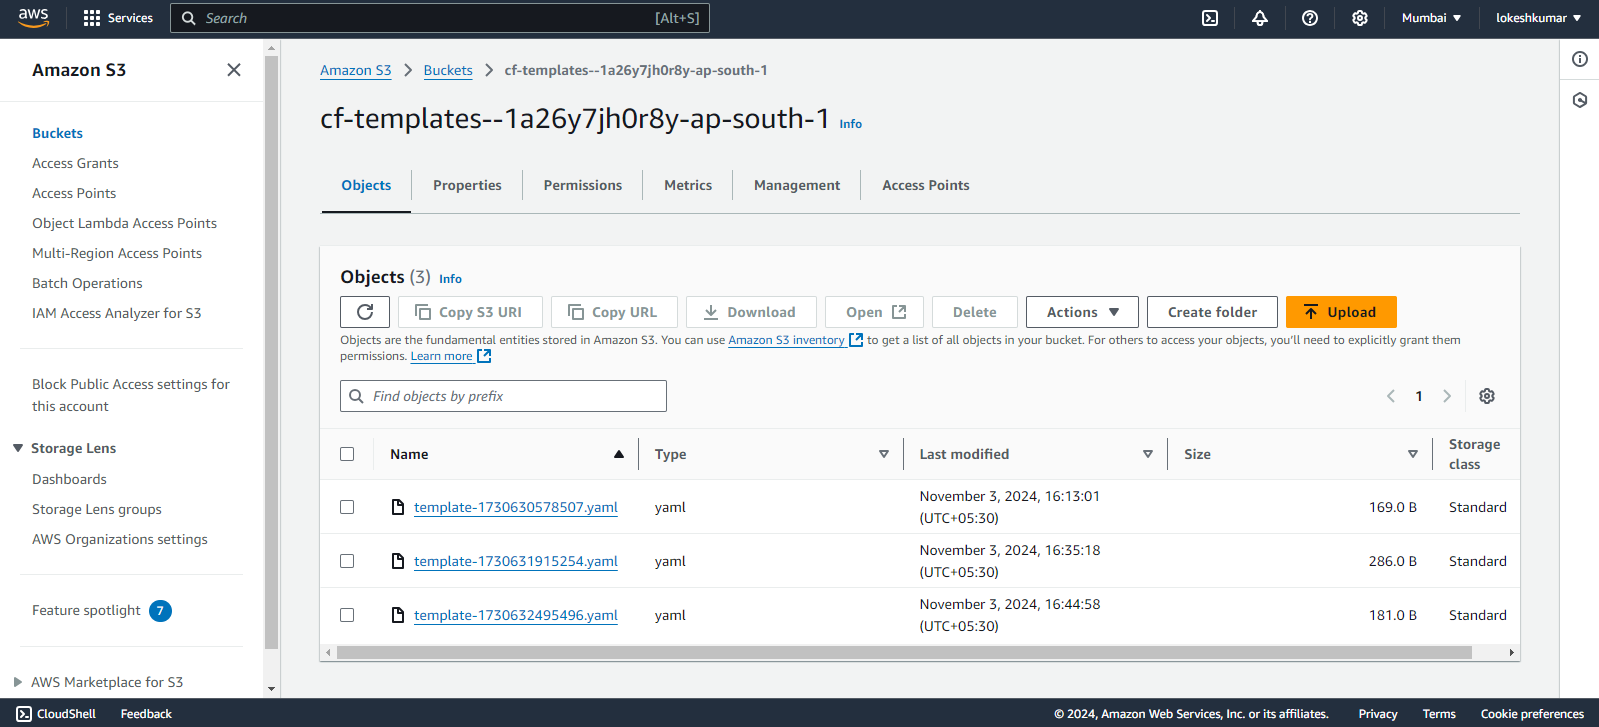 aws
Services
Search
[Alt+S]
Mumbai
lokeshkumar
Amazon S3
Buckets
Access Grants
Access Points
Object Lambda Access Points
Multi-Region Access Points
Batch Operations
IAM Access Analyzer for S3
Block Public Access settings for
this account
Storage Lens
Dashboards
Storage Lens groups
AWS Organizations settings
Feature spotlight 7
AWS Marketplace for S3
Amazon S3 > Buckets > cf-templates--1a26y7jh0r8y-ap-south-1
cf-templates--1a26y7jh0r8y-ap-south-1 Info
Objects Properties Permissions Metrics Management Access Points
Objects (3) Info
Copy S3 URI Copy URL Download Open Delete Actions Create folder Upload
Objects are the fundamental entities stored in Amazon S3. You can use Amazon S3 inventory to get a list of all objects in your bucket. For others to access your objects, you'll need to explicitly grant them
permissions. Learn more
Find objects by prefix
1
Name Type Last modified Size Storage class
template-1730630578507.yaml yaml November 3, 2024, 16:13:01 (UTC+05:30) 169.0 B Standard
template-1730631915254.yaml yaml November 3, 2024, 16:35:18 (UTC+05:30) 286.0 B Standard
template-1730632495496.yaml yaml November 3, 2024, 16:44:58 (UTC+05:30) 181.0 B Standard
CloudShell Feedback © 2024, Amazon Web Services, Inc. or its affiliates. Privacy Terms Cookie preferences